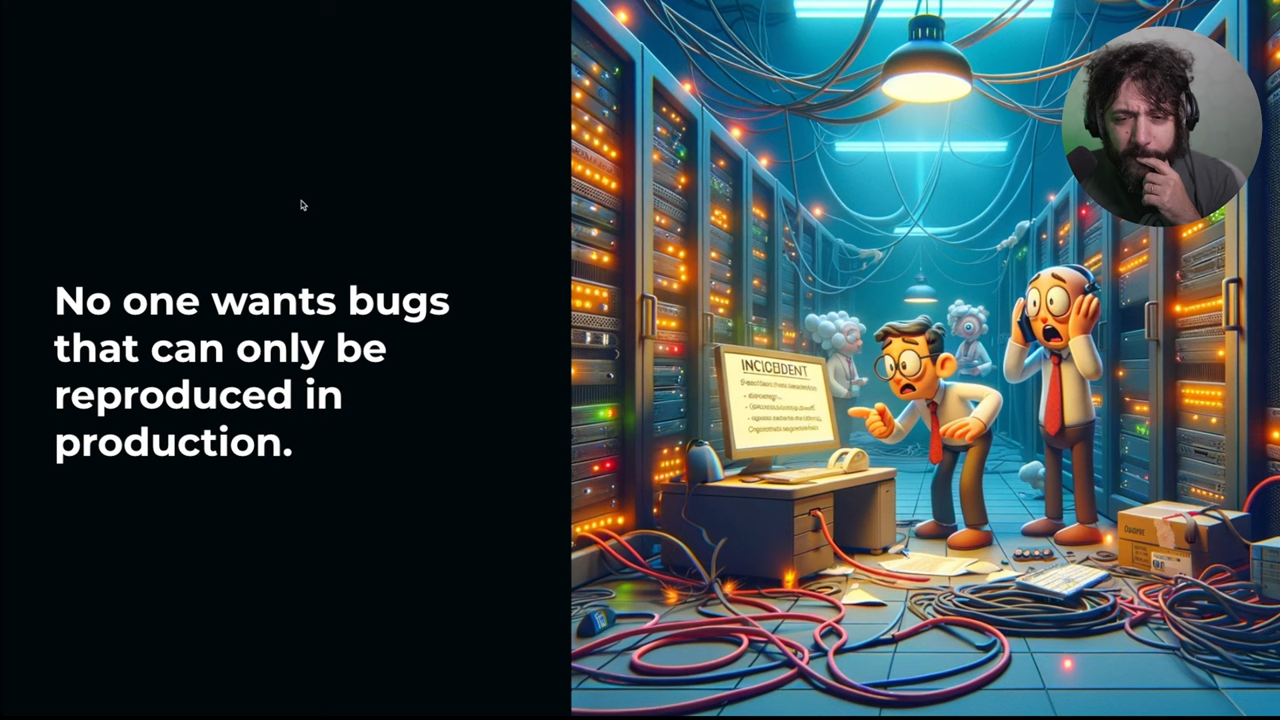 No one wants bugs
that can only be
reproduced in
production.